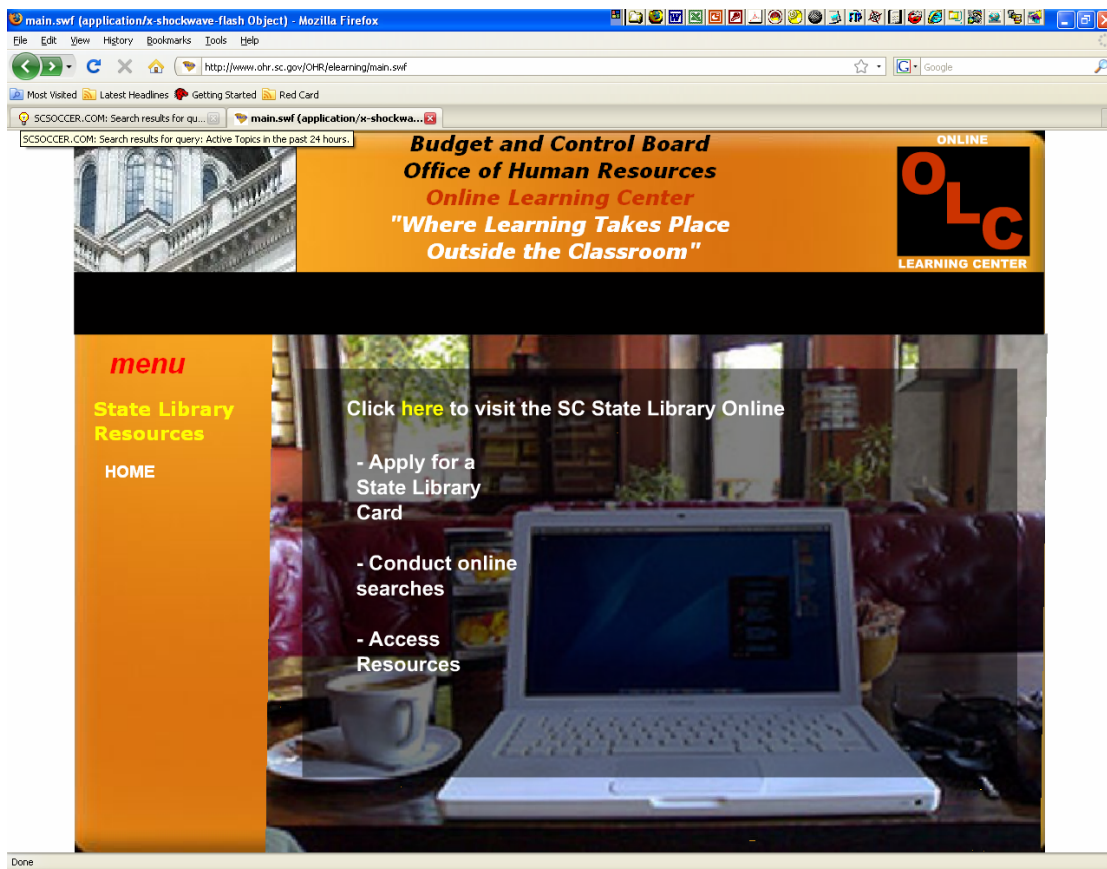 main.swf (application/x-shockwave-flash Object) - Mozilla Firefox
File Edit View History Bookmarks Tools Help
http://www.ohr.sc.gov/OHR/elearning/main.swf
G Google
Most Visited Latest Headlines Getting Started Red Card
SCSOCCER.COM: Search results for qu... main.swf (application/x-shockwa...
SCSOCCER.COM: Search results for query: Active Topics in the past 24 hours.
Budget and Control Board
Office of Human Resources
Online Learning Center
"Where Learning Takes Place
Outside the Classroom"
ONLINE
OLC
LEARNING CENTER
menu
State Library
Resources
HOME
Click here to visit the SC State Library Online
- Apply for a
State Library
Card
- Conduct online
searches
- Access
Resources
Done